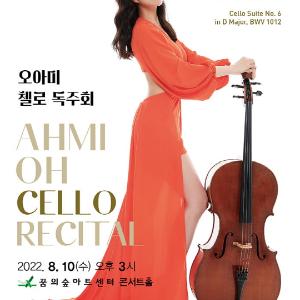 Cello Suite No. 6
in D Major, BWV 1012
오아미
첼로 독주회
AHMI
OH
CELLO
RECITAL
2022. 8. 10(수) 오후 3시
꿈의숲아트센터 콘서트홀